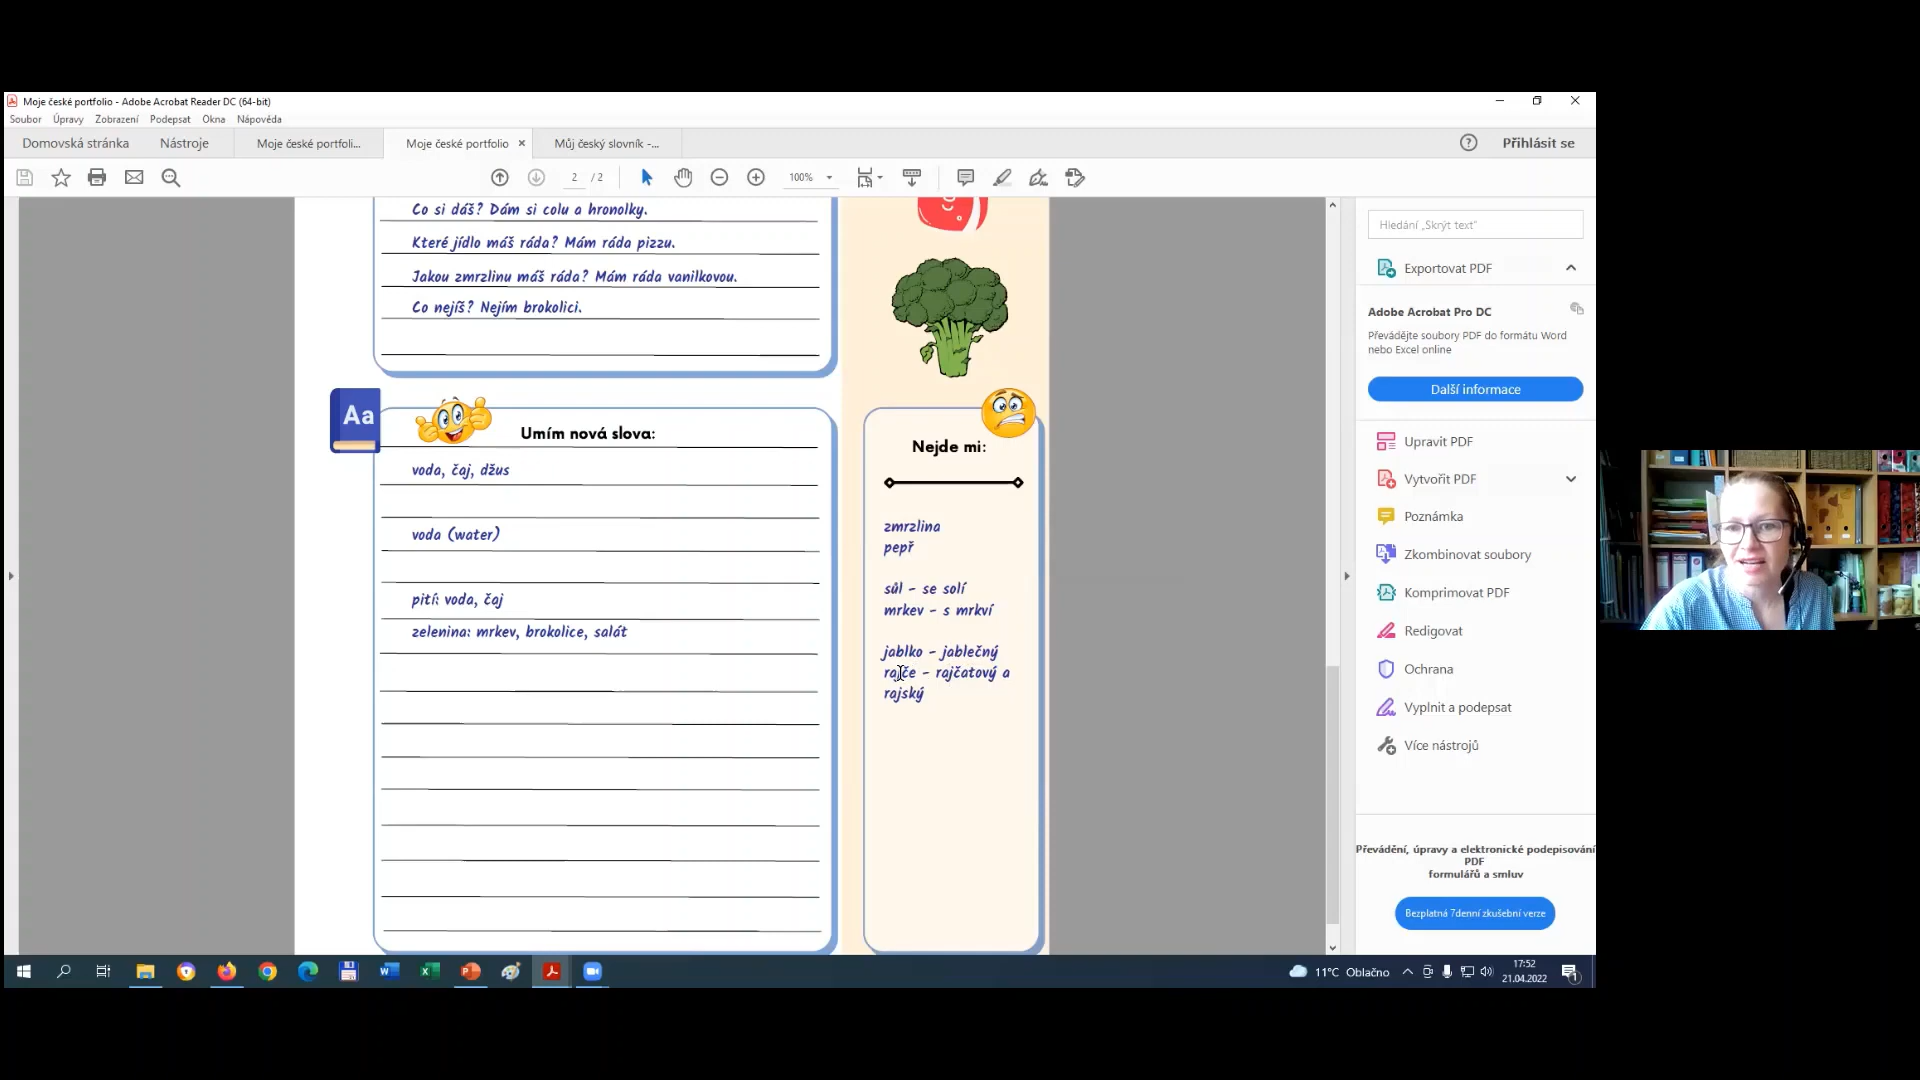 Moje české portfolio - Adobe Acrobat Reader DC (64-bit)
Soubor Úpravy Zobrazení Podepsat Okna Nápověda
Domovská stránka Nástroje Moje české portfoli... Moje české portfolio Můj český slovník -... Přihlásit se
2 / 2 100%
Co si dáš? Dám si colu a hronolky.
Které jídlo máš ráda? Mám ráda pizzu.
Jakou zmrzlinu máš ráda? Mám ráda vanilkovou.
Co nejíš? Nejím brokolici.
Aa
Umím nová slova:
voda, čaj, džus
voda (water)
pití: voda, čaj
zelenina: mrkev, brokolice, salát
Nejde mi:
zmrzlina
pepř
sůl - se solí
mrkev - s mrkví
jablko - jablečný
rajče - rajčatový a
rajský
Hledání „Skrýt text"
Exportovat PDF
Adobe Acrobat Pro DC
Převádějte soubory PDF do formátu Word
nebo Excel online
Další informace
Upravit PDF
Vytvořit PDF
Poznámka
Zkombinovat soubory
Komprimovat PDF
Redigovat
Ochrana
Vyplnit a podepsat
Více nástrojů
Převádění, úpravy a elektronické podepisování
PDF
formulářů a smluv
Bezplatná 7denní zkušební verze
11°C Oblačno
17:52
21.04.2022